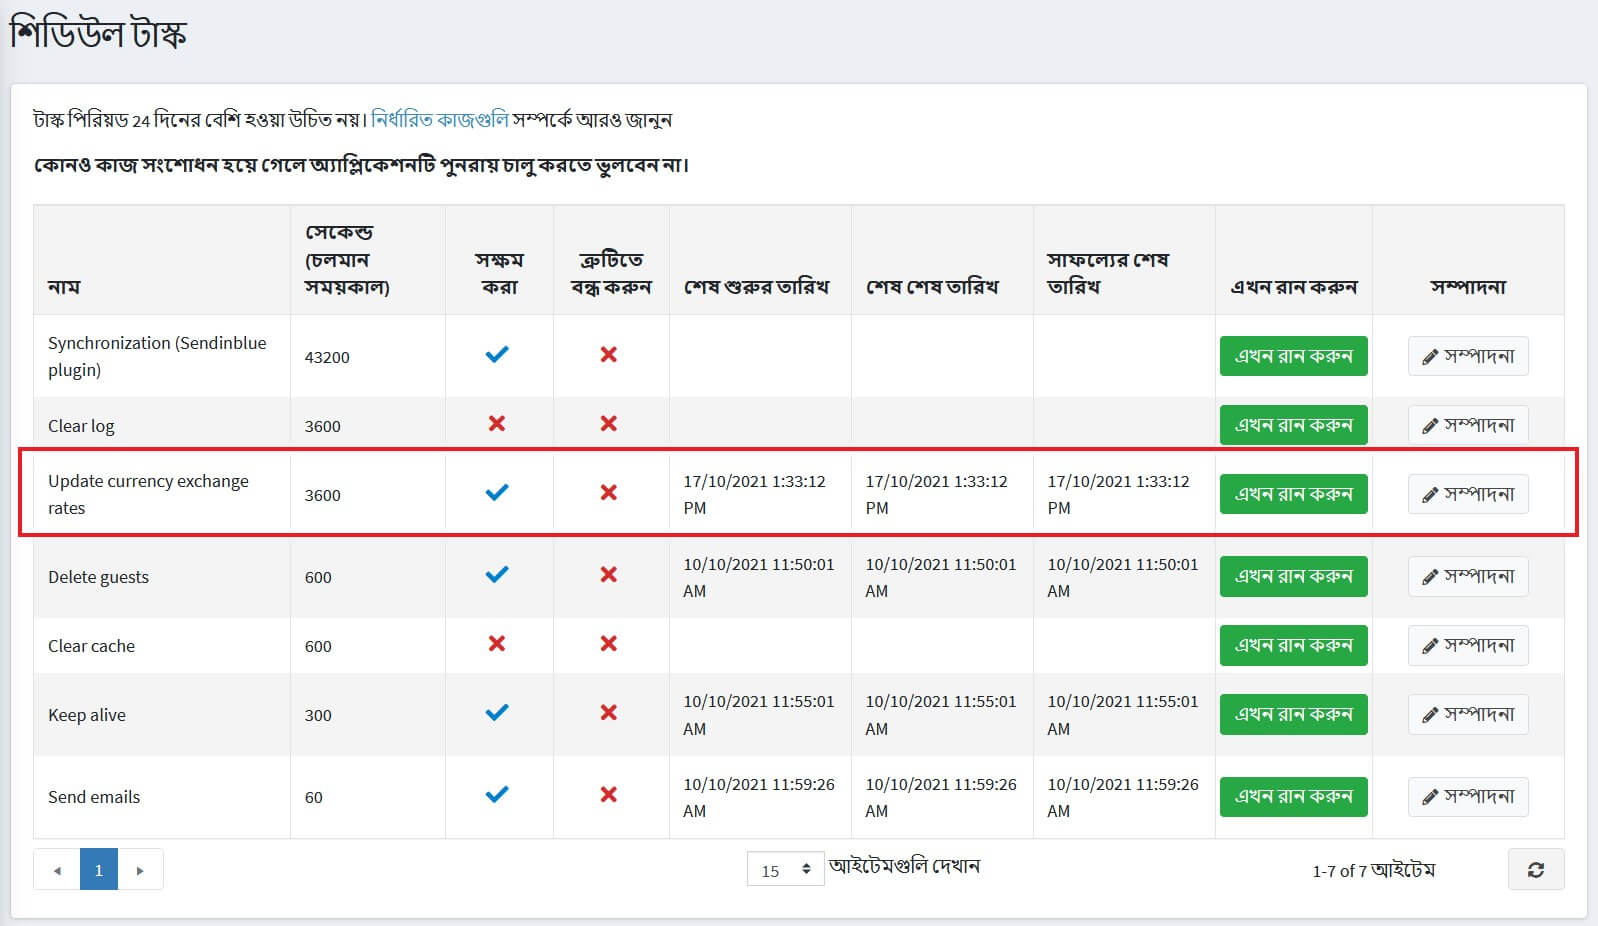 শিডিউল টাস্ক
টাস্ক পিরিয়ড 24 দিনের বেশি হওয়া উচিত নয়। নির্ধারিত কাজগুলি সম্পর্কে আরও জানুন
কোনও কাজ সংশোধন হয়ে গেলে অ্যাপ্লিকেশনটি পুনরায় চালু করতে ভুলবেন না।
নাম
সেকেন্ড
(চলমান
সময়কাল)
সক্ষম
করা
ত্রুটিতে
বন্ধ করুন
শেষ শুরুর তারিখ
শেষ শেষ তারিখ
সাফল্যের শেষ
তারিখ
এখন রান করুন
সম্পাদনা
Synchronization (Sendinblue
plugin)
43200
এখন রান করুন
সম্পাদনা
Clear log
3600
এখন রান করুন
সম্পাদনা
Update currency exchange
rates
3600
17/10/2021 1:33:12
PM
17/10/2021 1:33:12
PM
17/10/2021 1:33:12
PM
এখন রান করুন
সম্পাদনা
Delete guests
600
10/10/2021 11:50:01
AM
10/10/2021 11:50:01
AM
10/10/2021 11:50:01
AM
এখন রান করুন
সম্পাদনা
Clear cache
600
এখন রান করুন
সম্পাদনা
Keep alive
300
10/10/2021 11:55:01
AM
10/10/2021 11:55:01
AM
10/10/2021 11:55:01
AM
এখন রান করুন
সম্পাদনা
Send emails
60
10/10/2021 11:59:26
AM
10/10/2021 11:59:26
AM
10/10/2021 11:59:26
AM
এখন রান করুন
সম্পাদনা
1
15 আইটেমগুলি দেখান
1-7 of 7 আইটেম